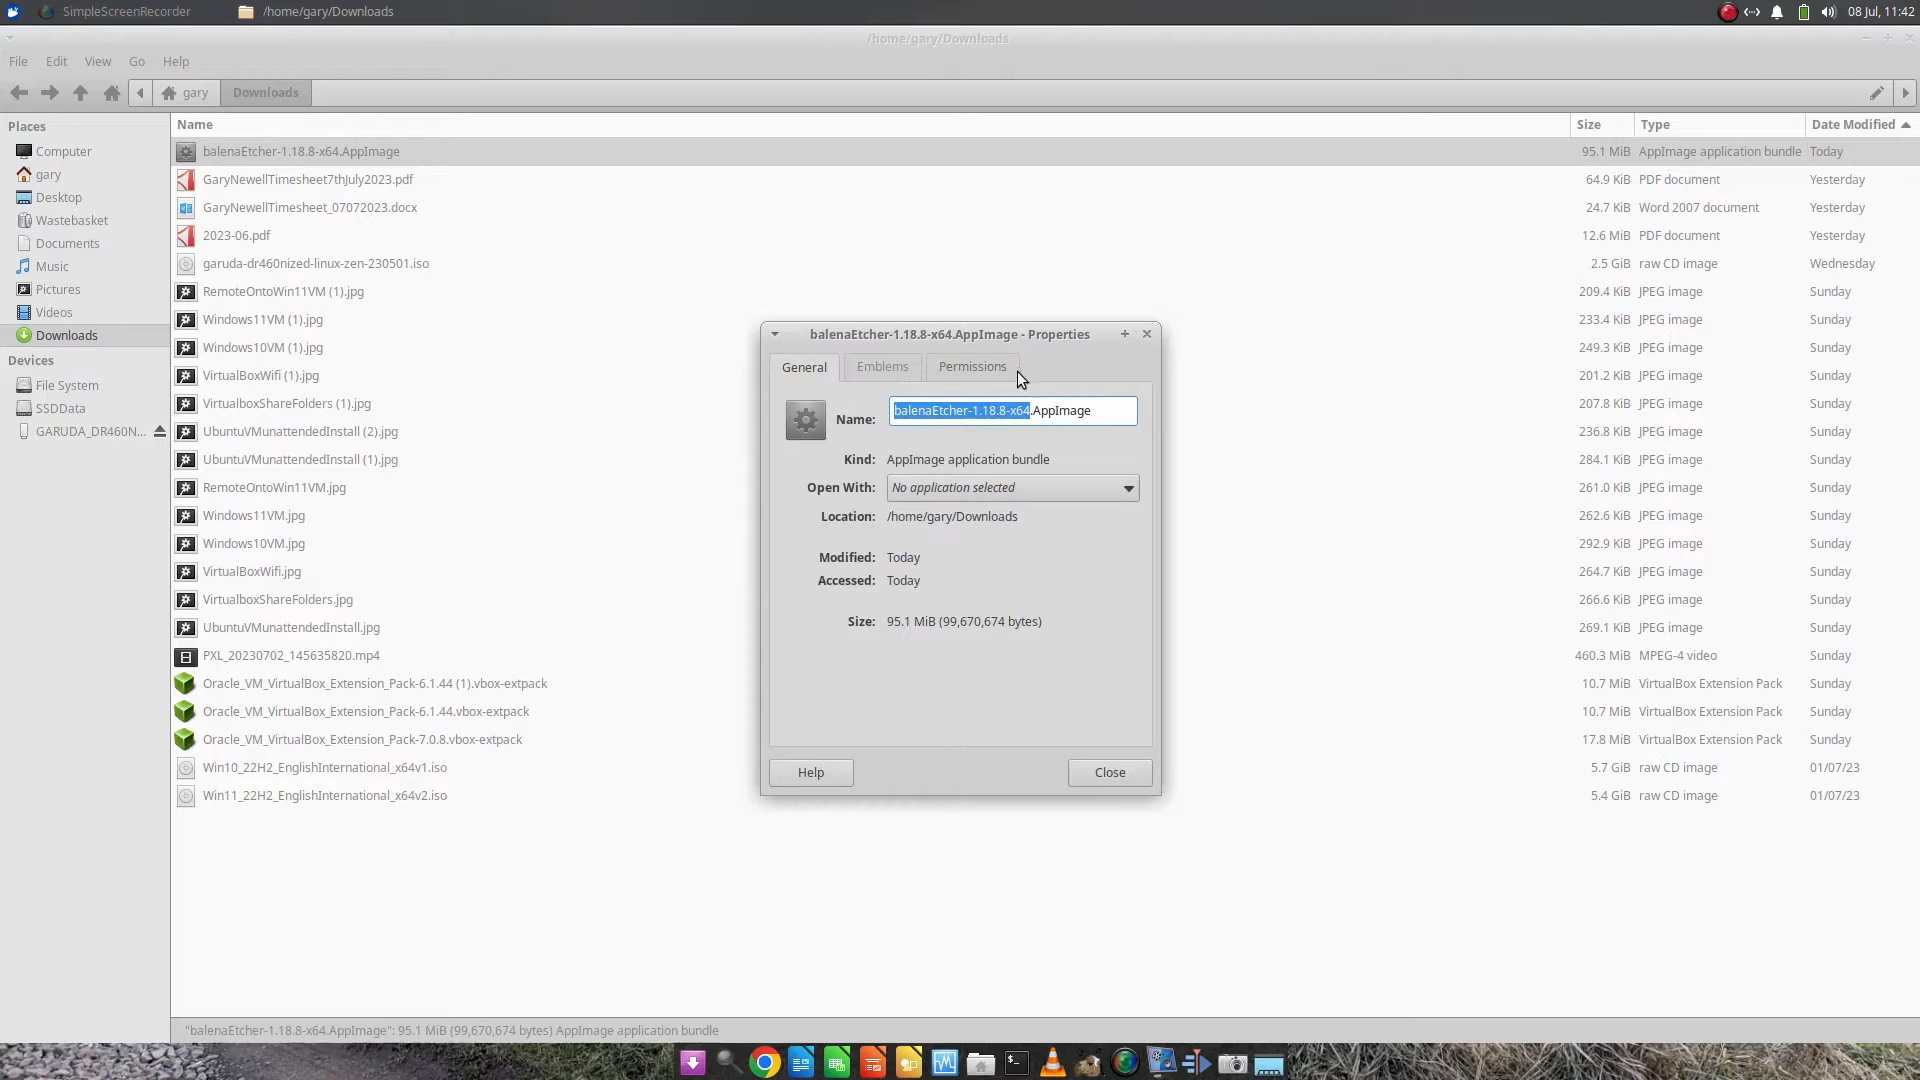 SimpleScreenRecorder /home/gary/Downloads 08 Jul, 11:42
/home/gary/Downloads
File Edit View Go Help
gary Downloads
Places
Computer
gary
Desktop
Wastebasket
Documents
Music
Pictures
Videos
Downloads
Devices
File System
SSDData
GARUDA_DR460N...
Name Size Type Date Modified
balenaEtcher-1.18.8-x64.AppImage 95.1 MiB AppImage application bundle Today
GaryNewellTimesheet7thJuly2023.pdf 64.9 KiB PDF document Yesterday
GaryNewellTimesheet_07072023.docx 24.7 KiB Word 2007 document Yesterday
2023-06.pdf 12.6 MiB PDF document Yesterday
garuda-dr460nized-linux-zen-230501.iso 2.5 GiB raw CD image Wednesday
RemoteOntoWin11VM (1).jpg 209.4 KiB JPEG image Sunday
Windows11VM (1).jpg 233.4 KiB JPEG image Sunday
Windows10VM (1).jpg 249.3 KiB JPEG image Sunday
VirtualBoxWifi (1).jpg 201.2 KiB JPEG image Sunday
VirtualboxShareFolders (1).jpg 207.8 KiB JPEG image Sunday
UbuntuVMunattendedInstall (2).jpg 236.8 KiB JPEG image Sunday
UbuntuVMunattendedInstall (1).jpg 284.1 KiB JPEG image Sunday
RemoteOntoWin11VM.jpg 261.0 KiB JPEG image Sunday
Windows11VM.jpg 262.6 KiB JPEG image Sunday
Windows10VM.jpg 292.9 KiB JPEG image Sunday
VirtualBoxWifi.jpg 264.7 KiB JPEG image Sunday
VirtualboxShareFolders.jpg 266.6 KiB JPEG image Sunday
UbuntuVMunattendedInstall.jpg 269.1 KiB JPEG image Sunday
PXL_20230702_145635820.mp4 460.3 MiB MPEG-4 video Sunday
Oracle_VM_VirtualBox_Extension_Pack-6.1.44 (1).vbox-extpack 10.7 MiB VirtualBox Extension Pack Sunday
Oracle_VM_VirtualBox_Extension_Pack-6.1.44.vbox-extpack 10.7 MiB VirtualBox Extension Pack Sunday
Oracle_VM_VirtualBox_Extension_Pack-7.0.8.vbox-extpack 17.8 MiB VirtualBox Extension Pack Sunday
Win10_22H2_EnglishInternational_x64v1.iso 5.7 GiB raw CD image 01/07/23
Win11_22H2_EnglishInternational_x64v2.iso 5.4 GiB raw CD image 01/07/23
balenaEtcher-1.18.8-x64.AppImage - Properties
General Emblems Permissions
Name: balenaEtcher-1.18.8-x64.AppImage
Kind: AppImage application bundle
Open With: No application selected
Location: /home/gary/Downloads
Modified: Today
Accessed: Today
Size: 95.1 MiB (99,670,674 bytes)
Help Close
"balenaEtcher-1.18.8-x64.AppImage": 95.1 MiB (99,670,674 bytes) AppImage application bundle